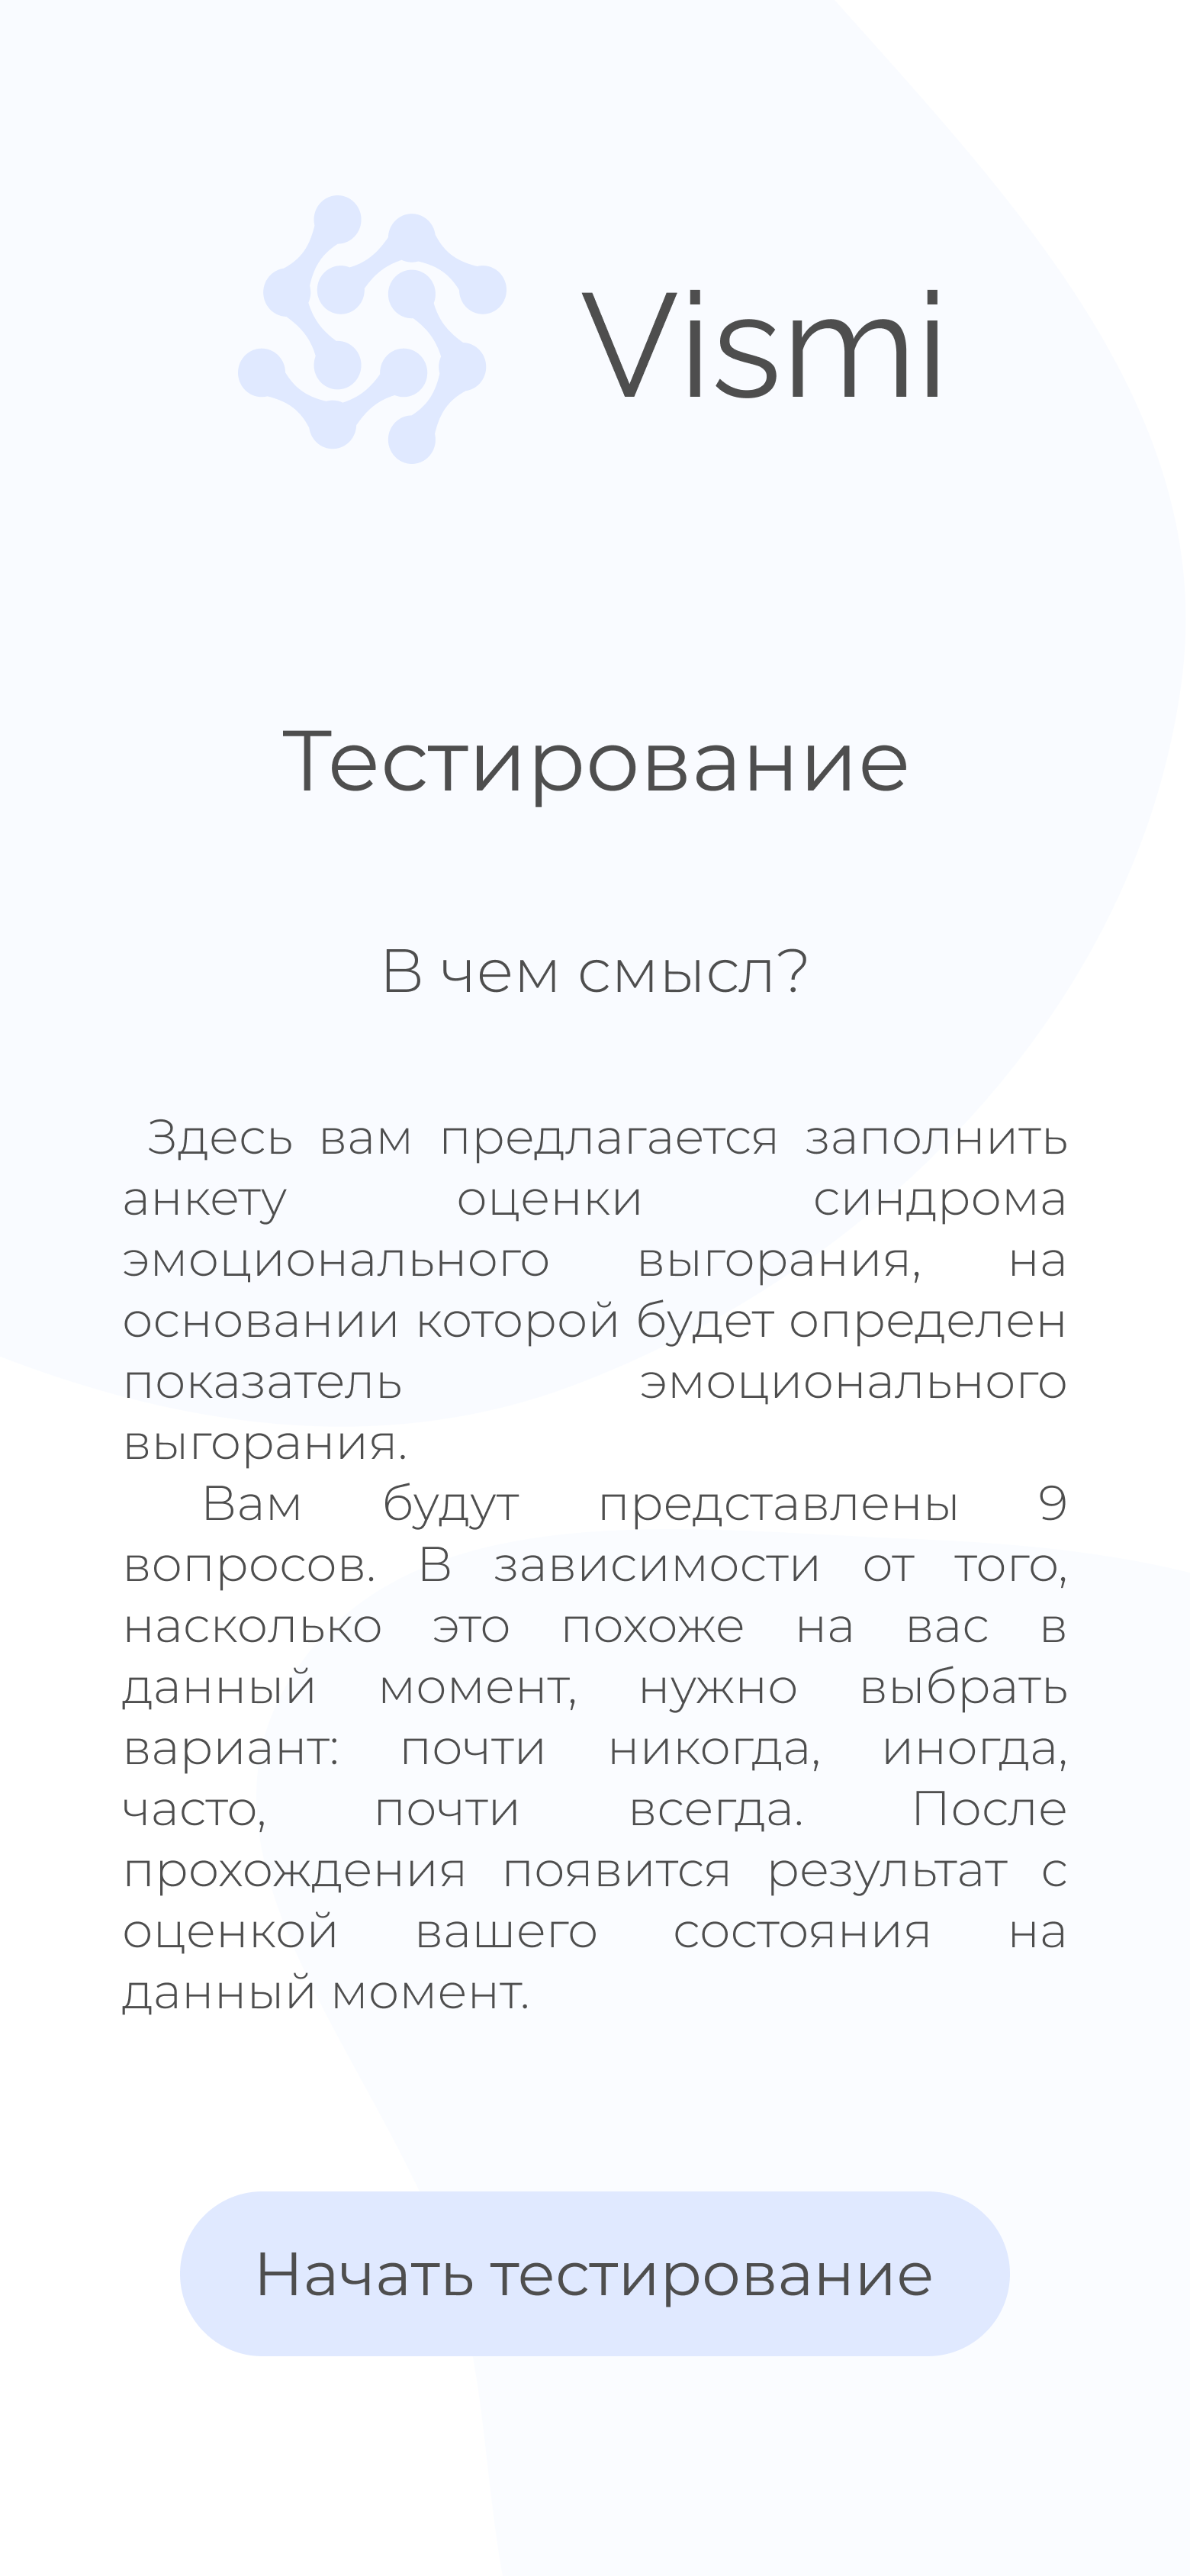 Vismi
Тестирование
В чем смысл?
Здесь вам предлагается заполнить
анкету оценки синдрома
эмоционального выгорания, на
основании которой будет определен
показатель эмоционального
выгорания.
Вам будут представлены 9
вопросов. В зависимости от того,
насколько это похоже на вас в
данный момент, нужно выбрать
вариант: почти никогда, иногда,
часто, почти всегда. После
прохождения появится результат с
оценкой вашего состояния на
данный момент.
Начать тестирование